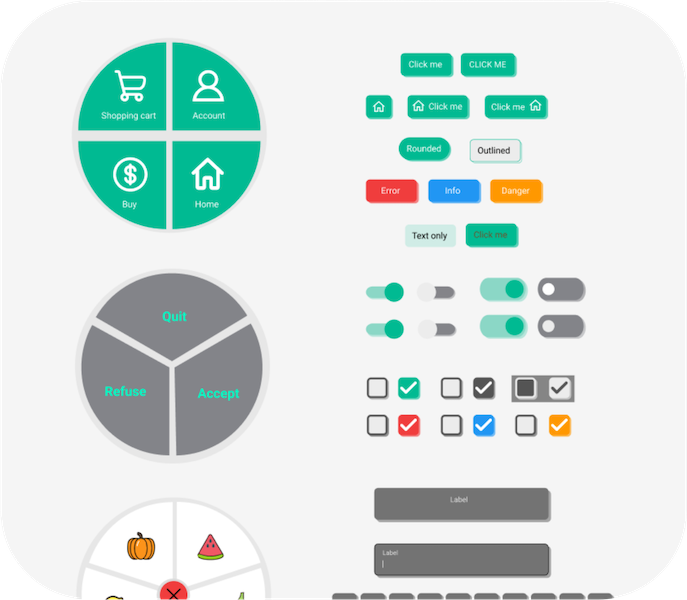 Shopping cart
Account
Buy
Home
Quit
Refuse
Accept
Click me
CLICK ME
Click me
Click me
Rounded
Outlined
Error
Info
Danger
Text only
Click me
Label
Label